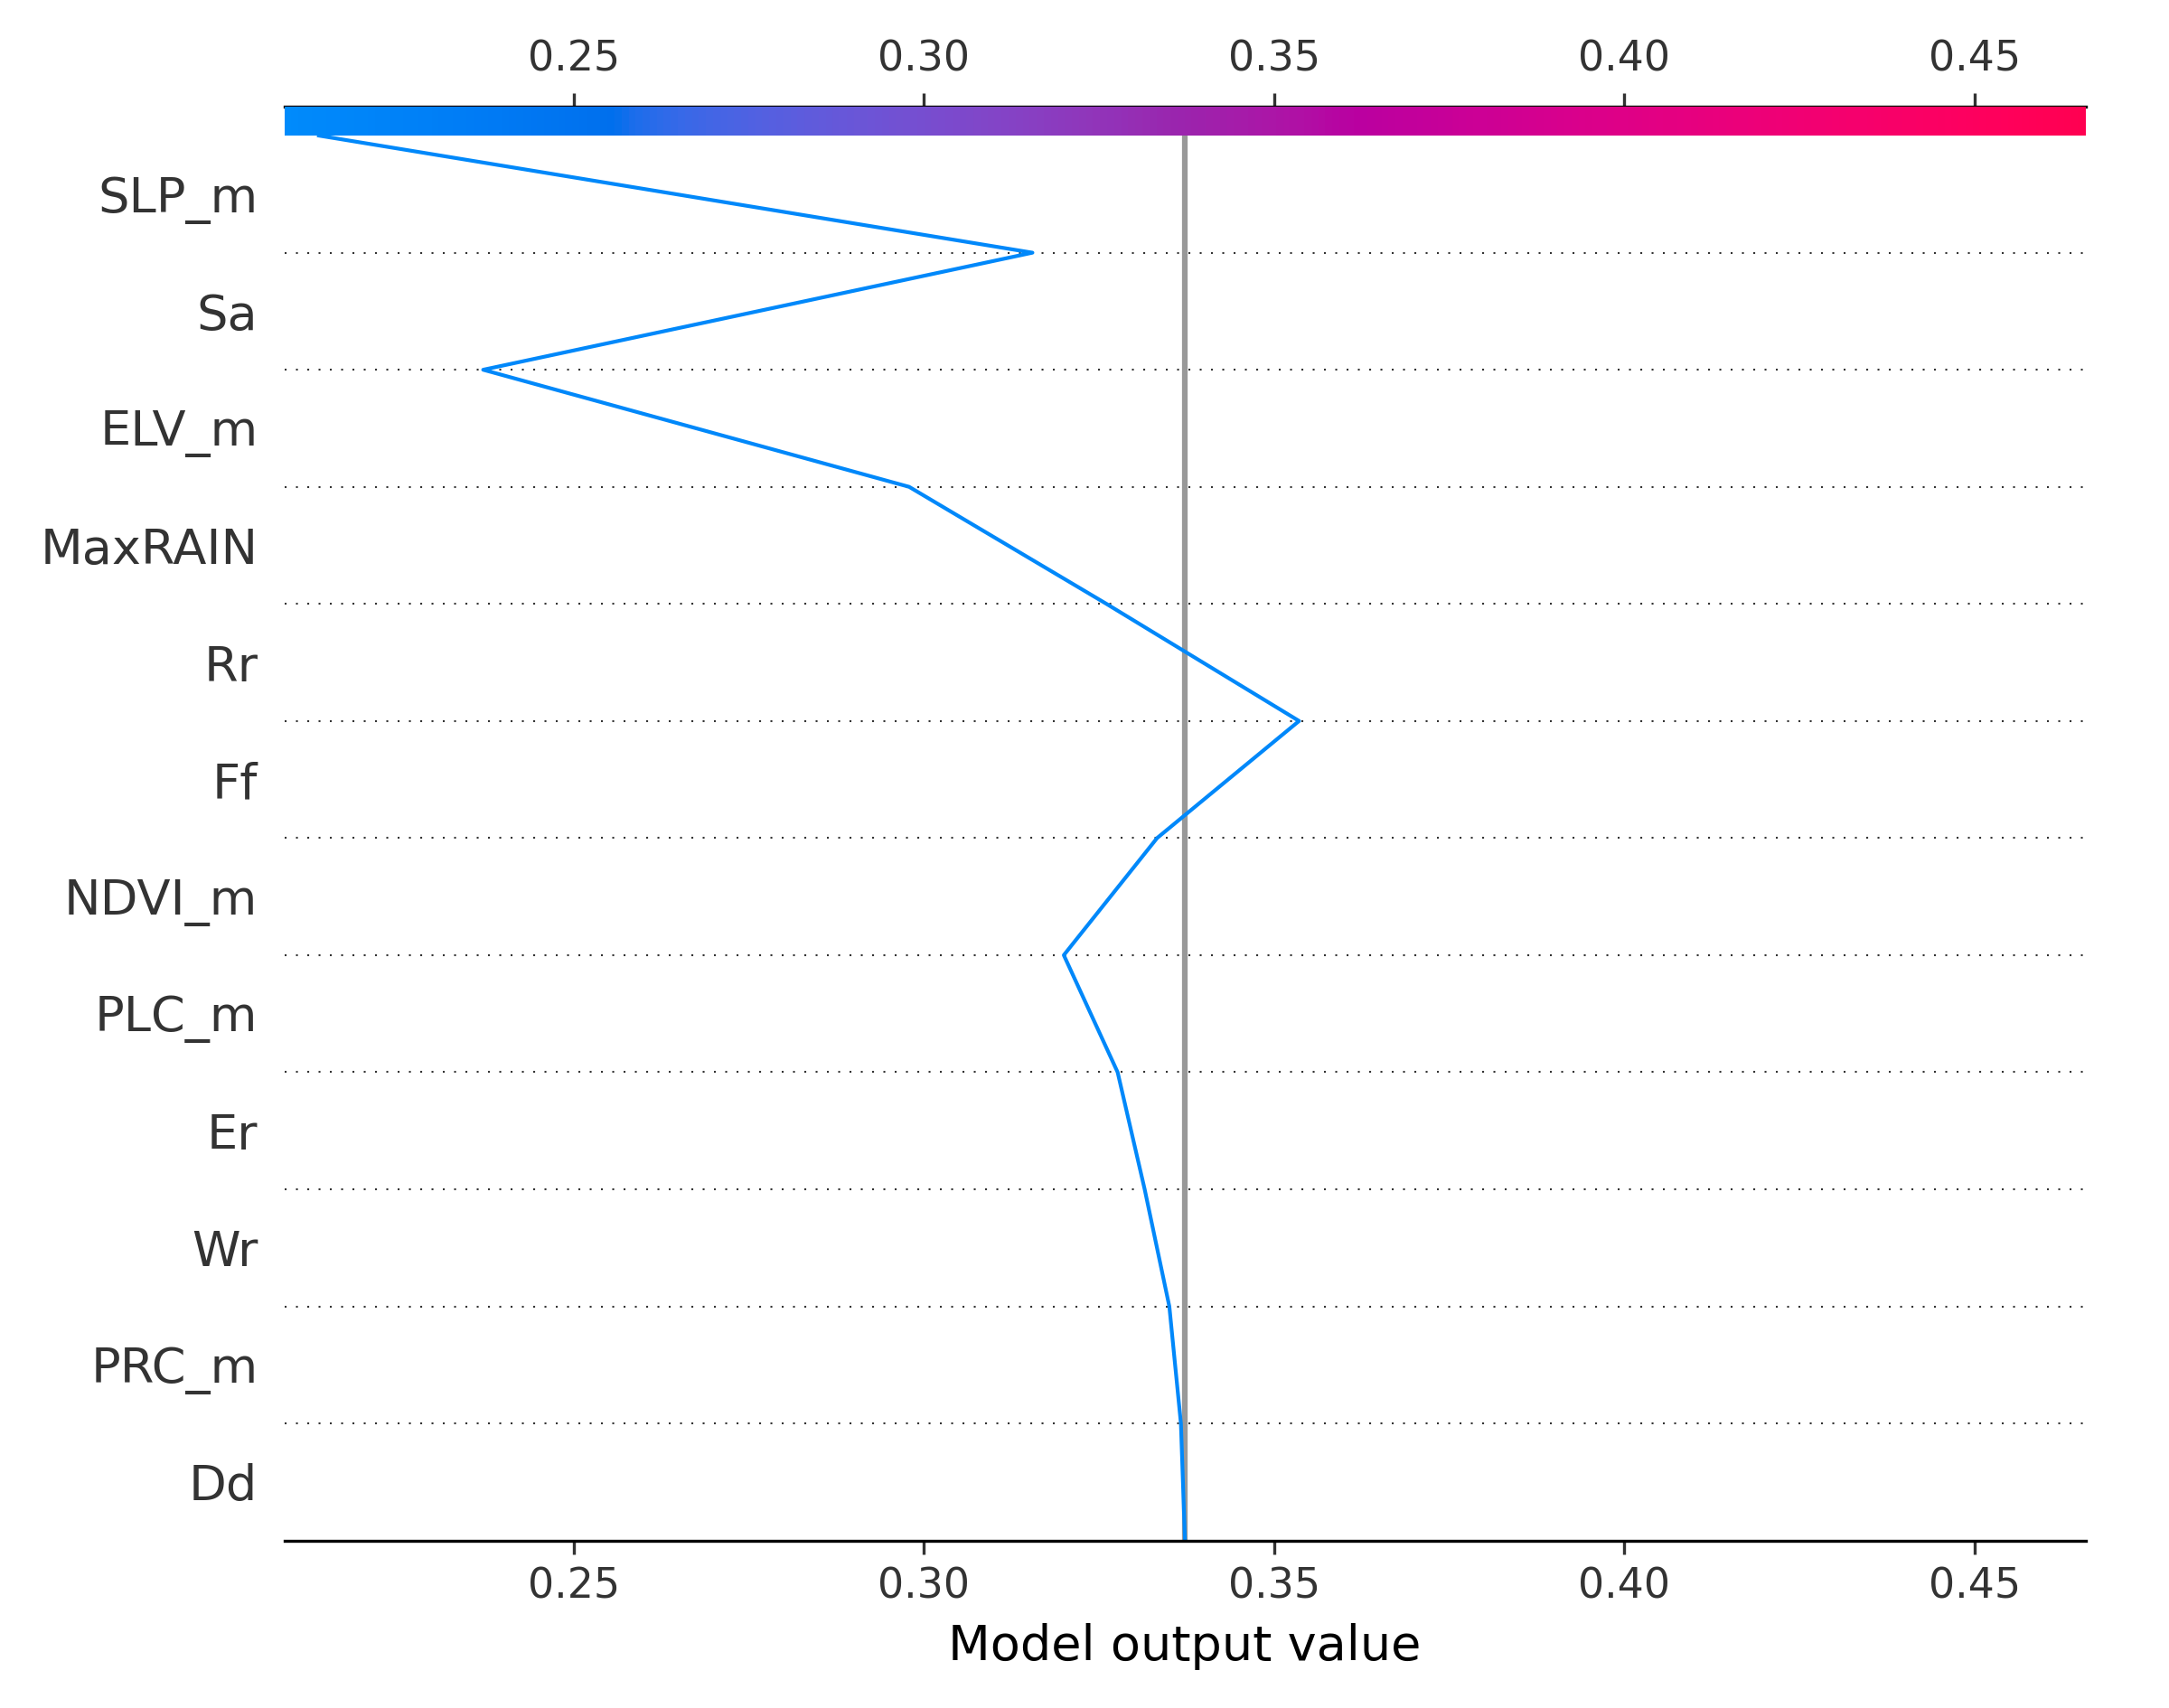 0.25 0.30 0.35 0.40 0.45
SLP_m
Sa
ELV_m
MaxRAIN
Rr
Ff
NDVI_m
PLC_m
Er
Wr
PRC_m
Dd
0.25 0.30 0.35 0.40 0.45
Model output value